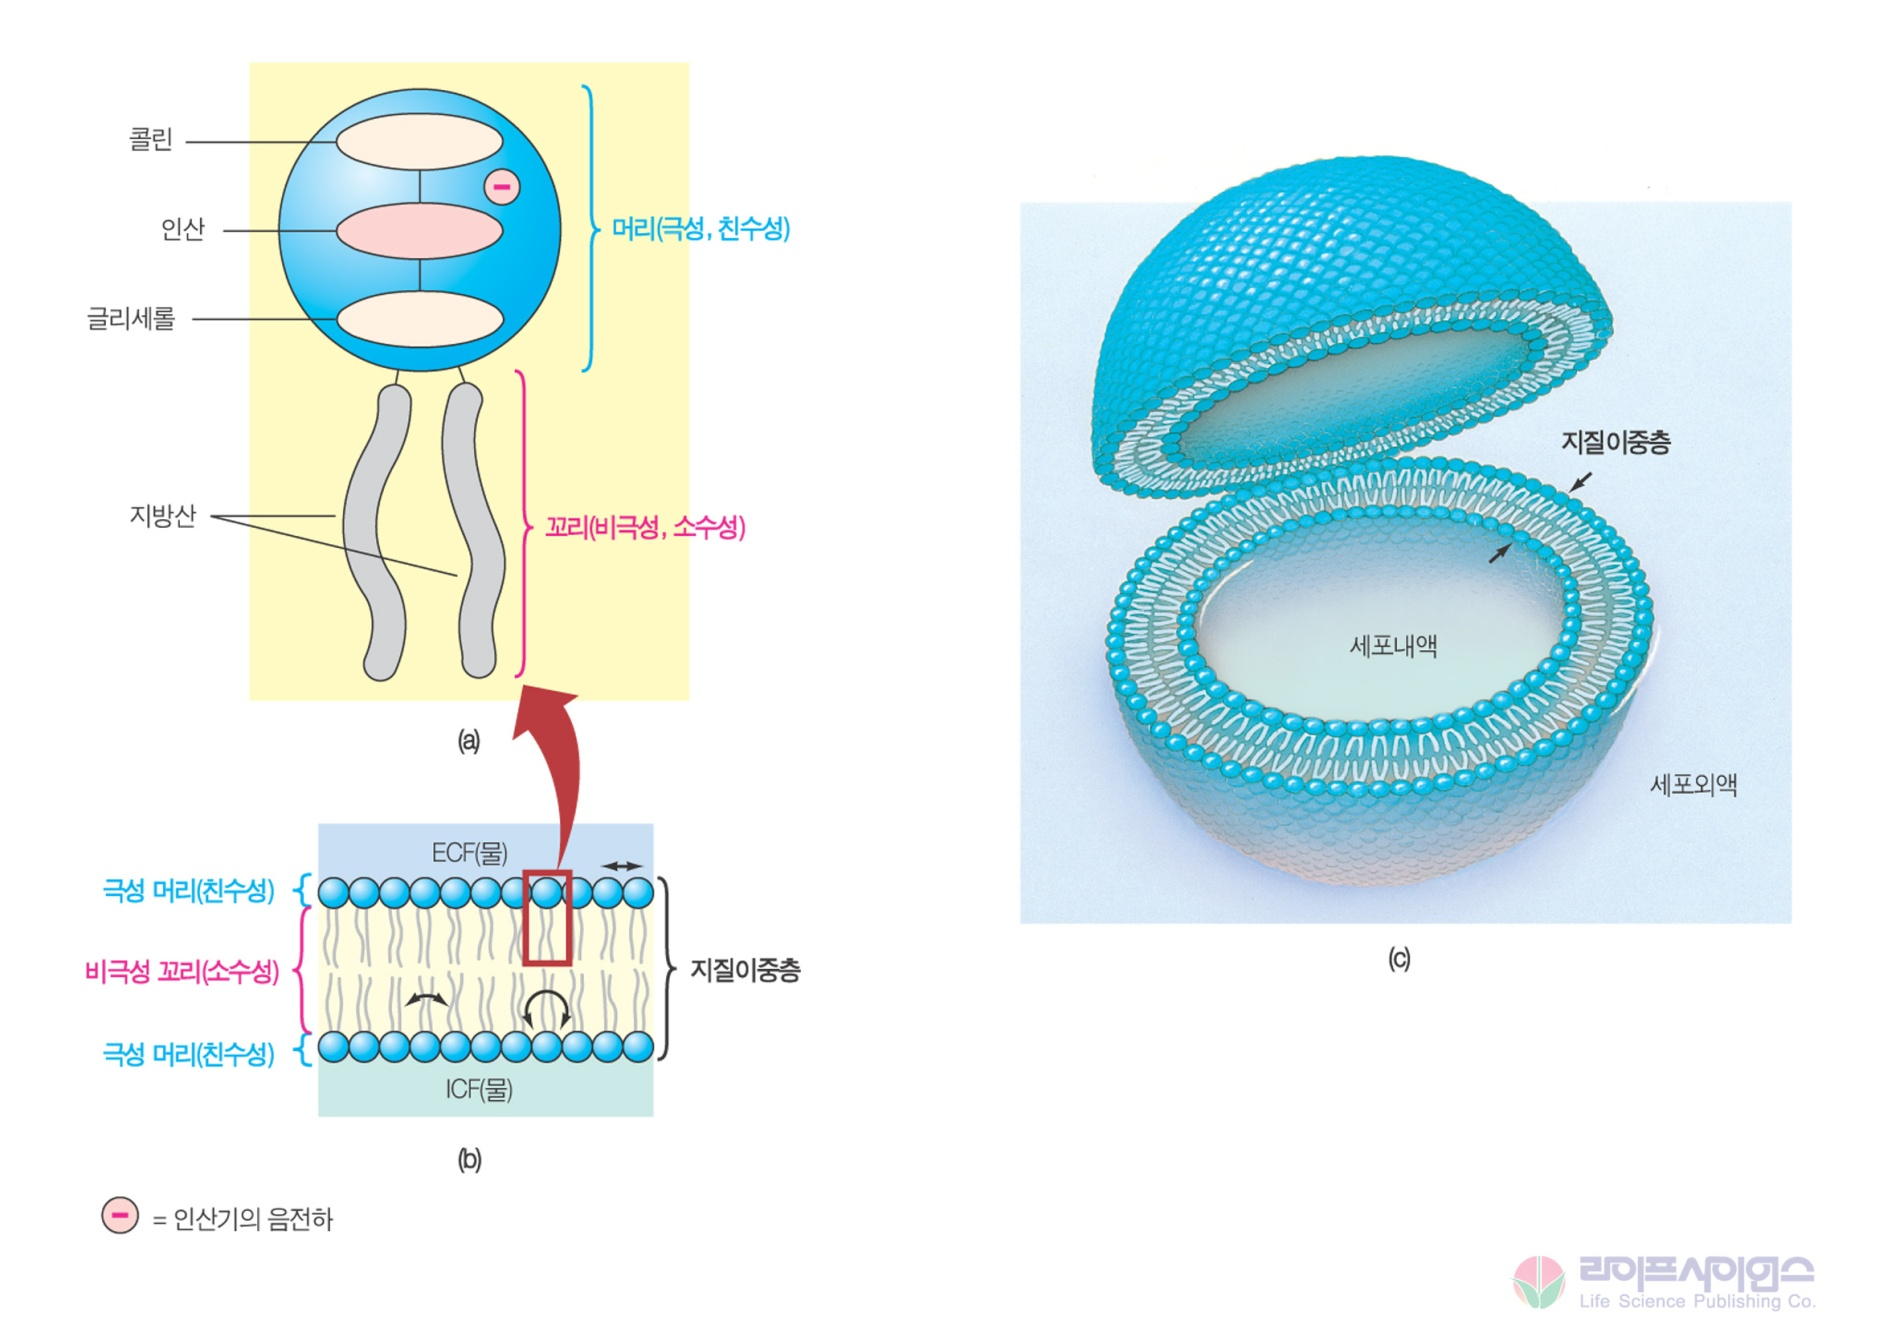 콜린
인산
글리세롤
머리(극성, 친수성)
지방산
꼬리(비극성, 소수성)
(a)
ECF(물)
극성 머리(친수성)
비극성 꼬리(소수성)
지질이중층
극성 머리(친수성)
ICF(물)
(b)
= 인산기의 음전하
지질이중층
세포내액
세포외액
(c)
라이프사이언스
Life Science Publishing Co.